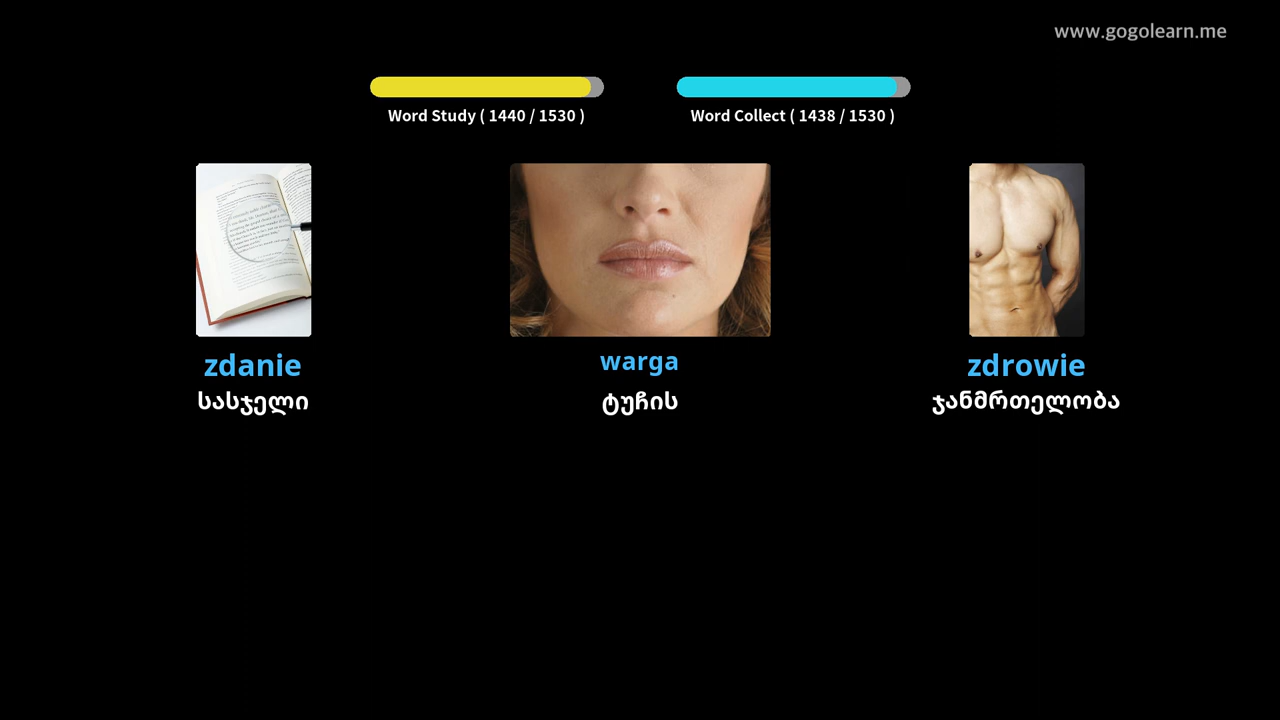 www.gogolearn.me
Word Study ( 1440 / 1530 )
Word Collect ( 1438 / 1530 )
zdanie
warga
zdrowie
სასჯელი
ტუჩის
ჯანმრთელობა